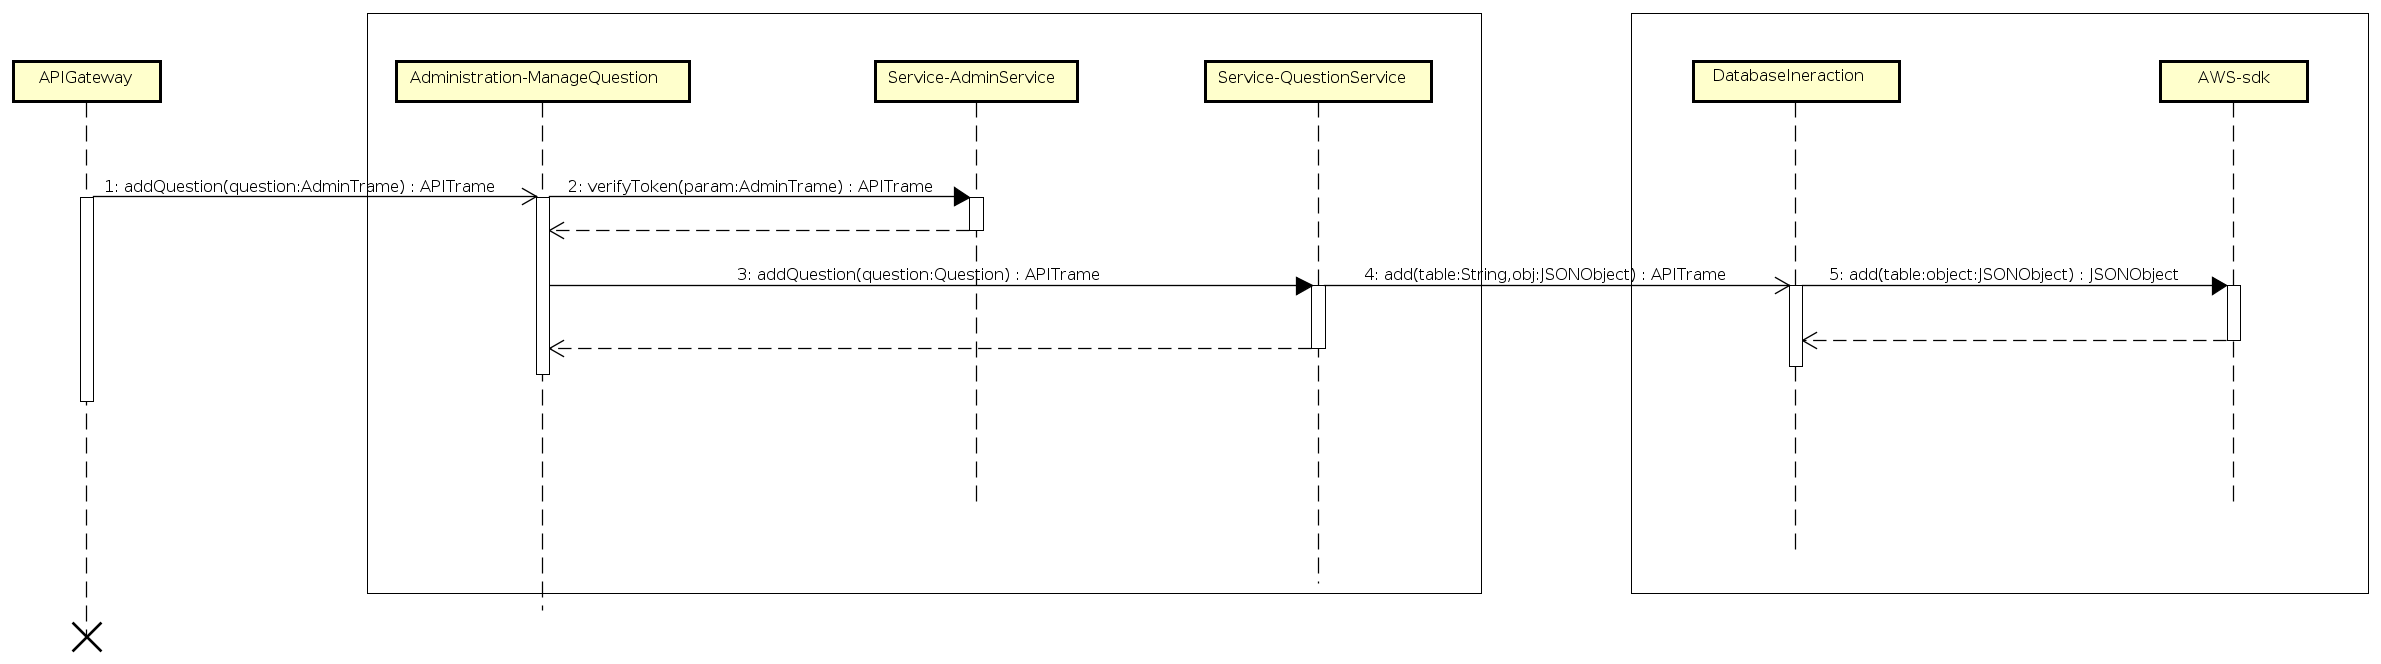 APIGateway
Administration-ManageQuestion
Service-AdminService
Service-QuestionService
DatabaseIneraction
AWS-sdk
1: addQuestion(question:AdminTrame) : APITrame
2: verifyToken(param:AdminTrame) : APITrame
3: addQuestion(question:Question) : APITrame
4: add(table:String,obj:JSONObject) : APITrame
5: add(table:object:JSONObject) : JSONObject